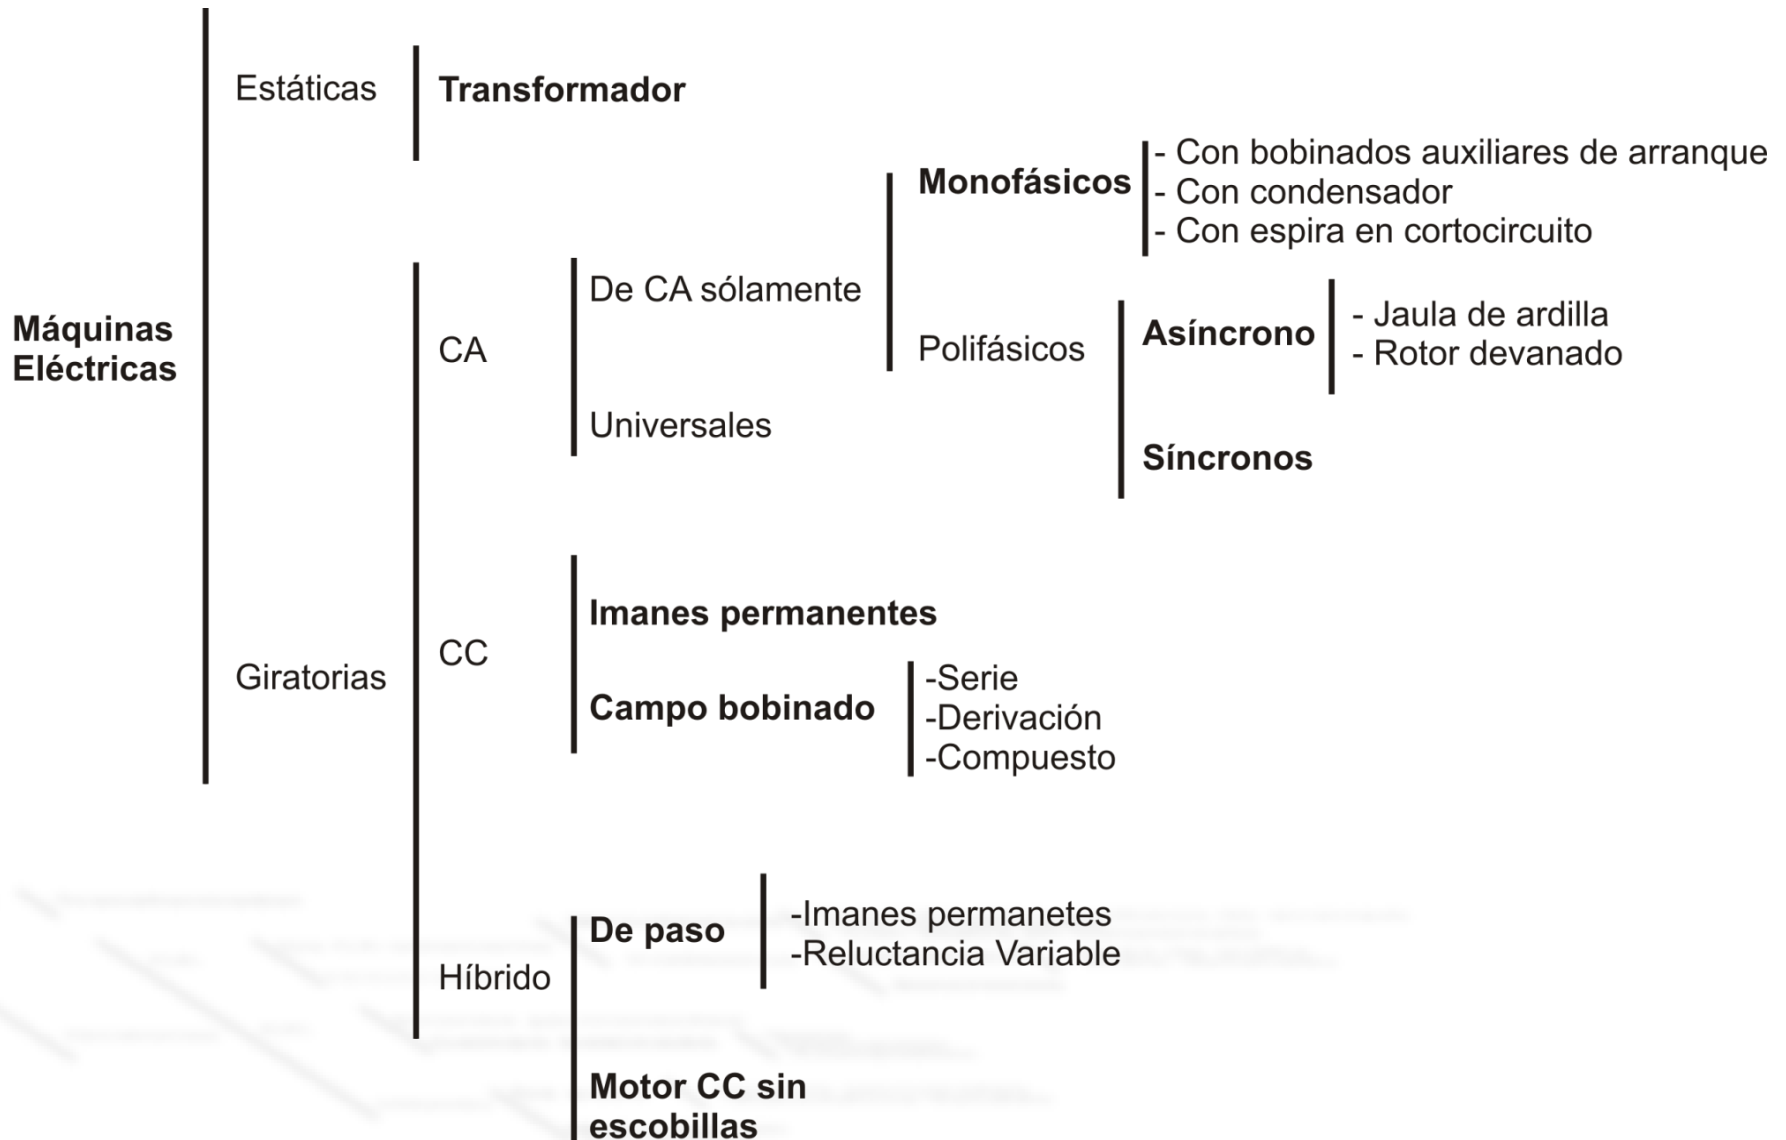 Máquinas
Eléctricas
Estáticas
Transformador
Giratorias
CA
De CA sólamente
Monofásicos
- Con bobinados auxiliares de arranque
- Con condensador
- Con espira en cortocircuito
Polifásicos
Asíncrono
- Jaula de ardilla
- Rotor devanado
Síncronos
Universales
CC
Imanes permanentes
Campo bobinado
-Serie
-Derivación
-Compuesto
Híbrido
De paso
-Imanes permanetes
-Reluctancia Variable
Motor CC sin
escobillas